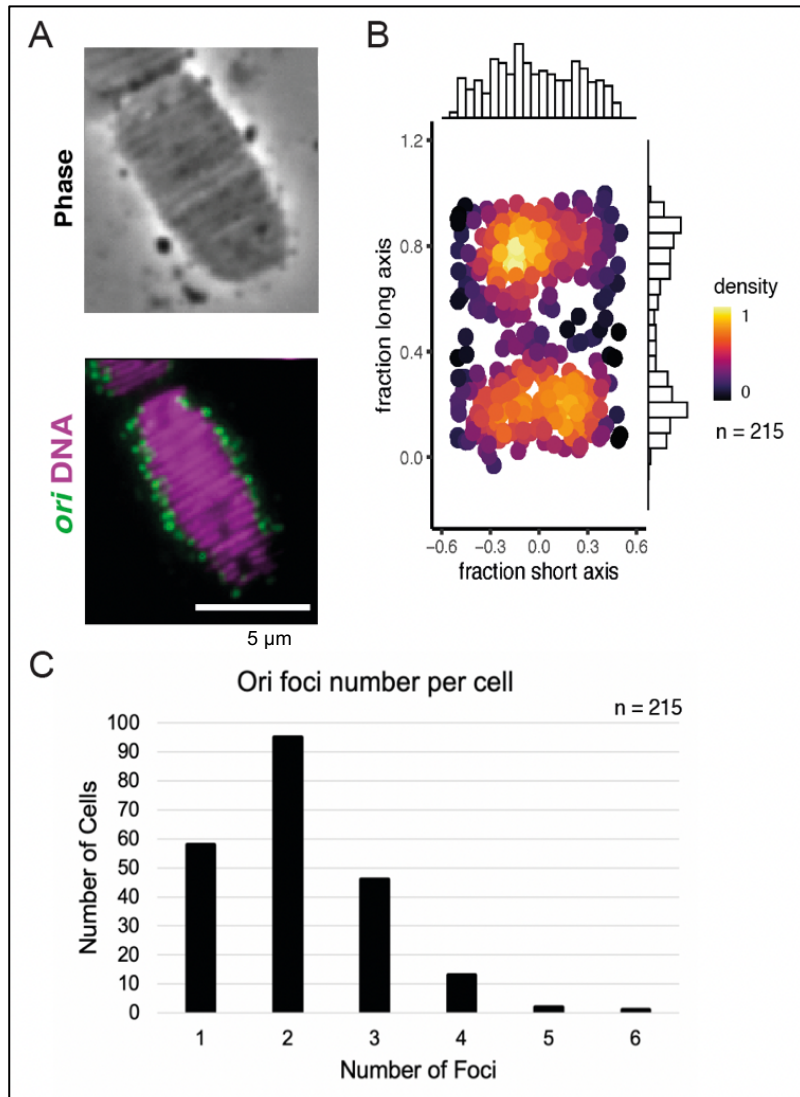 A
Phase
ori DNA
5 µm
B
fraction long axis
1.2
0.8
0.4
0.0
−0.6 −0.3 0.0 0.3 0.6
fraction short axis
density
1
0
n = 215
C
Ori foci number per cell
n = 215
Number of Cells
100
90
80
70
60
50
40
30
20
10
0
1 2 3 4 5 6
Number of Foci